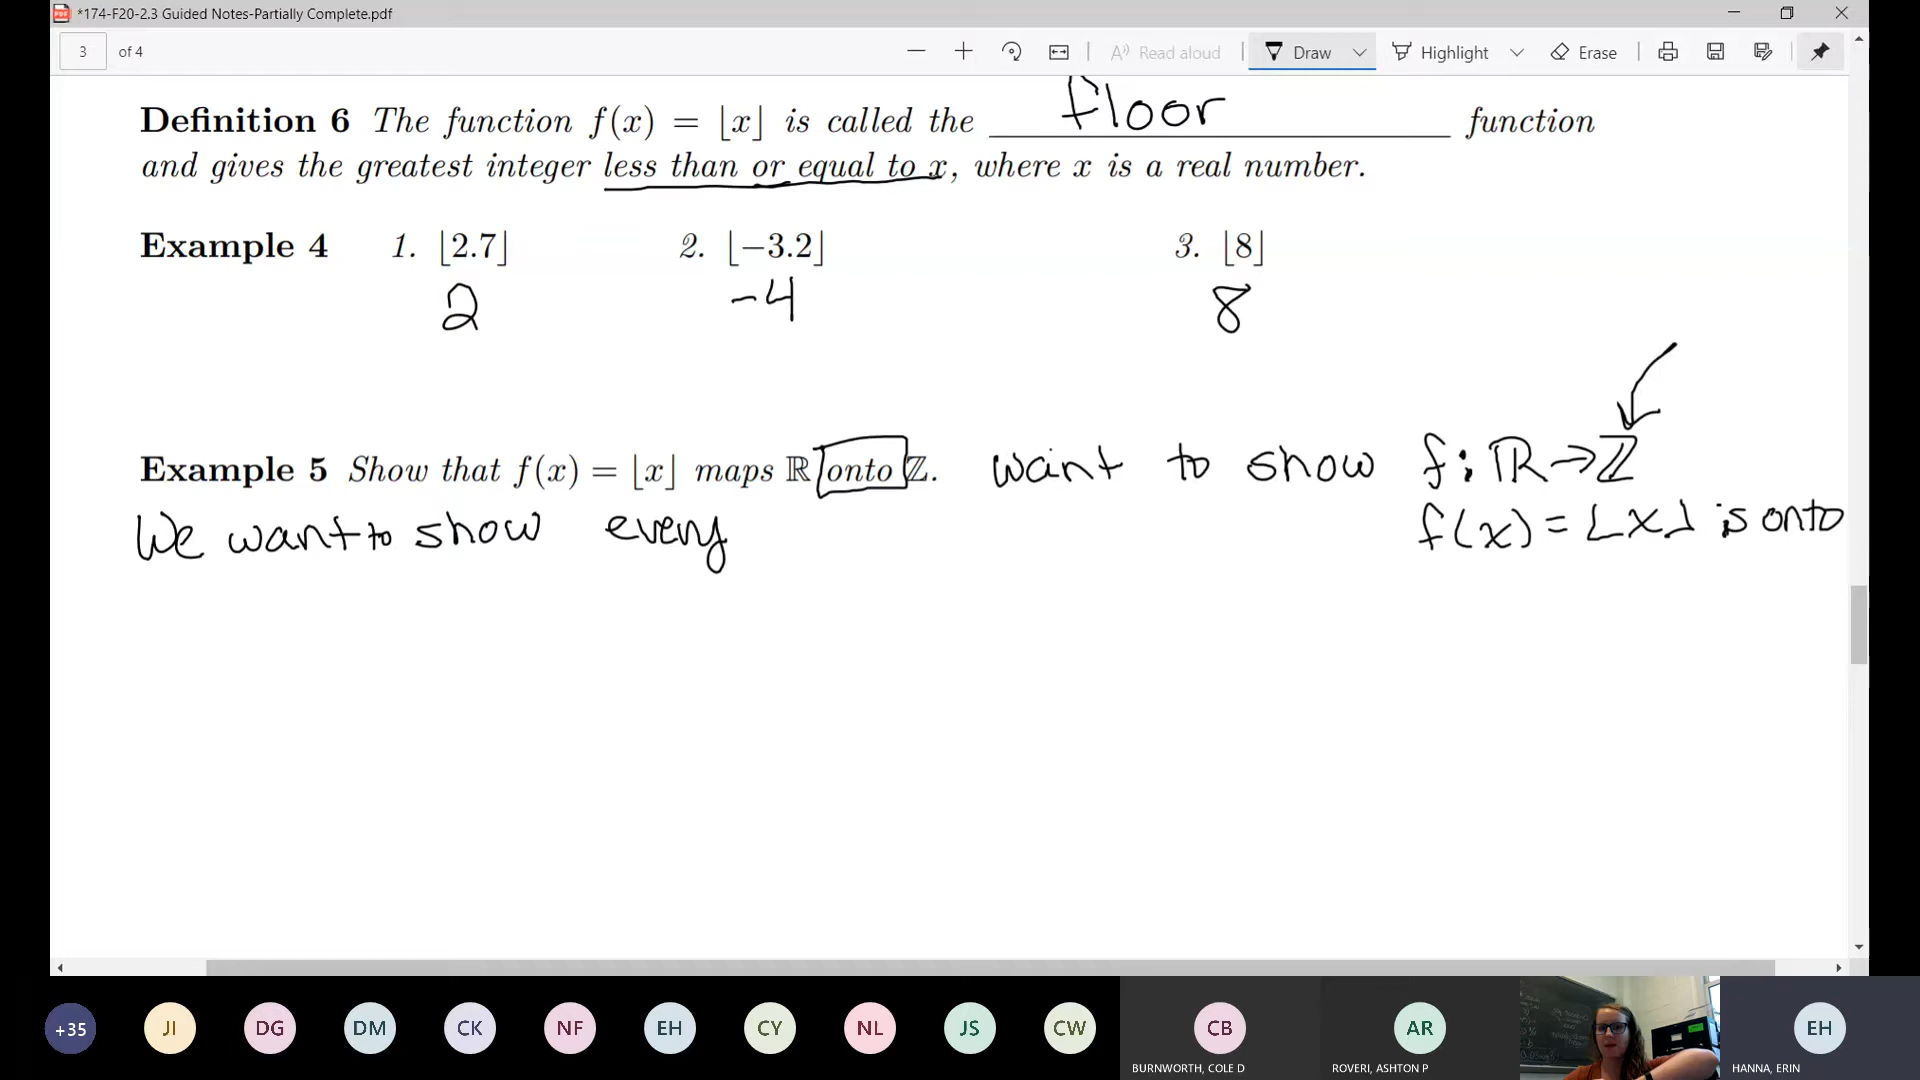 *174-F20-2.3 Guided Notes-Partially Complete.pdf
3 of 4 Read aloud Draw Highlight Erase
Definition 6 The function f(x) = ⌊x⌋ is called the floor function
and gives the greatest integer less than or equal to x, where x is a real number.
Example 4 1. ⌊2.7⌋ 2. ⌊−3.2⌋ 3. ⌊8⌋
2 -4 8
Example 5 Show that f(x) = ⌊x⌋ maps ℝ onto ℤ. want to show f: ℝ→ℤ
f(x) = ⌊x⌋ is onto
We want to show every
+35 JI DG DM CK NF EH CY NL JS CW CB AR EH
BURNWORTH, COLE D ROVERI, ASHTON P HANNA, ERIN